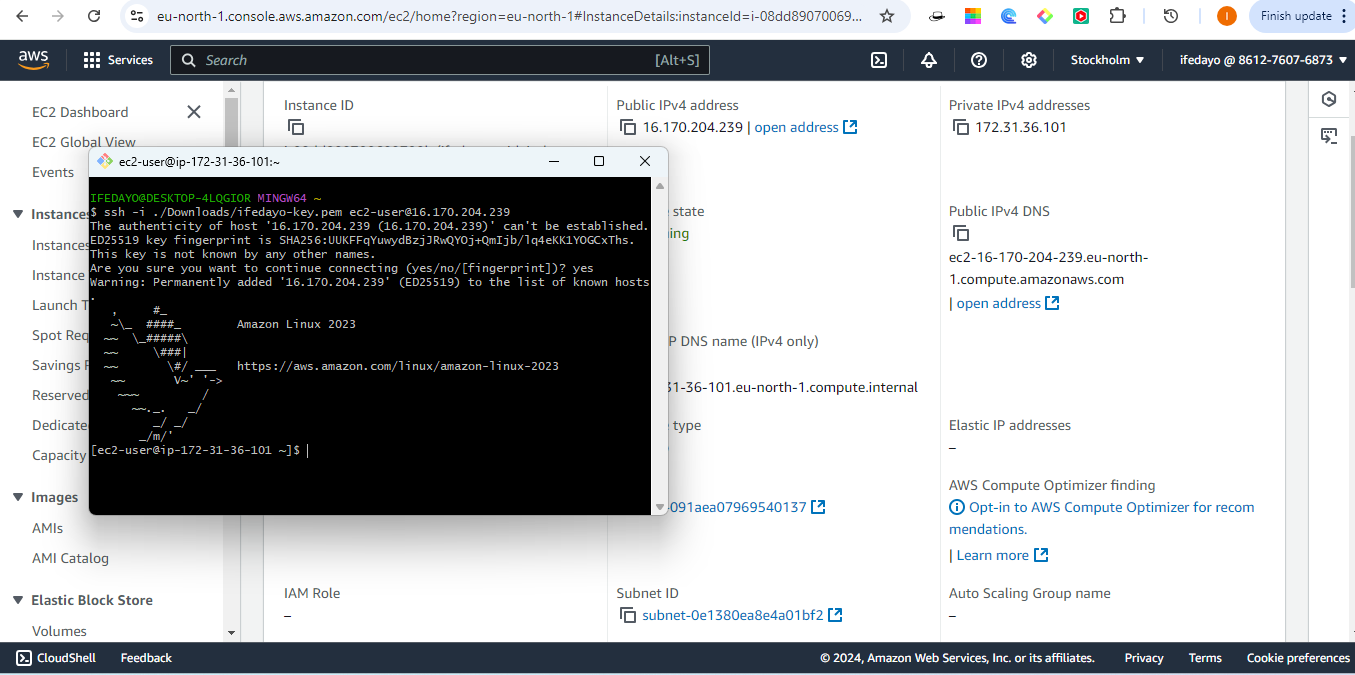 eu-north-1.console.aws.amazon.com/ec2/home?region=eu-north-1#InstanceDetails:instanceId=i-08dd89070069...
Finish update
aws
Services
Search
[Alt+S]
Stockholm
ifedayo @ 8612-7607-6873
EC2 Dashboard
EC2 Global View
Events
Instances
Instances
Instance
Launch T
Spot Req
Savings P
Reserved
Dedicate
Capacity
Images
AMIs
AMI Catalog
Elastic Block Store
Volumes
Instance ID
Public IPv4 address
16.170.204.239 | open address
Private IPv4 addresses
172.31.36.101
e state
ing
Public IPv4 DNS
ec2-16-170-204-239.eu-north-
1.compute.amazonaws.com
| open address
P DNS name (IPv4 only)
31-36-101.eu-north-1.compute.internal
e type
Elastic IP addresses
–
-091aea07969540137
AWS Compute Optimizer finding
Opt-in to AWS Compute Optimizer for recom
mendations.
| Learn more
IAM Role
–
Subnet ID
subnet-0e1380ea8e4a01bf2
Auto Scaling Group name
–
ec2-user@ip-172-31-36-101:~
IFEDAYO@DESKTOP-4LQGIOR MINGW64 ~
$ ssh -i ./Downloads/ifedayo-key.pem ec2-user@16.170.204.239
The authenticity of host '16.170.204.239 (16.170.204.239)' can't be established.
ED25519 key fingerprint is SHA256:UUKFFqYuwydBzjJRwQYOj+QmIjb/lq4eKK1YOGCxThs.
This key is not known by any other names.
Are you sure you want to continue connecting (yes/no/[fingerprint])? yes
Warning: Permanently added '16.170.204.239' (ED25519) to the list of known hosts
.
   ,     #_
   ~\_  ####_        Amazon Linux 2023
  ~~  \_#####\
  ~~     \###|
  ~~       \#/ ___   https://aws.amazon.com/linux/amazon-linux-2023
   ~~       V~' '->
    ~~~         /
      ~~._.   _/
         _/ _/
       _/m/'
[ec2-user@ip-172-31-36-101 ~]$
CloudShell
Feedback
© 2024, Amazon Web Services, Inc. or its affiliates.
Privacy
Terms
Cookie preferences